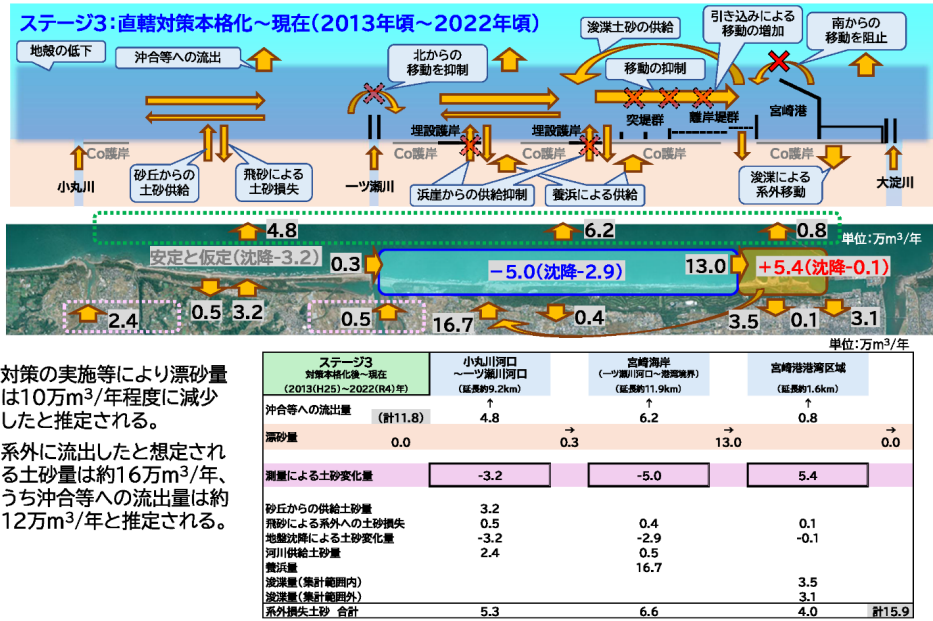 ステージ3:直轄対策本格化～現在(2013年頃～2022年頃)
地殻の低下
沖合等への流出
北からの
移動を抑制
浚渫土砂の供給
引き込みによる
移動の増加
南からの
移動を阻止
移動の抑制
突堤群
離岸堤群
宮崎港
埋設護岸
埋設護岸
Co護岸
Co護岸
Co護岸
Co護岸
Co護岸
小丸川
砂丘からの
土砂供給
飛砂による
土砂損失
一ツ瀬川
浜崖からの供給抑制
養浜による供給
浚渫による
系外移動
大淀川
4.8
6.2
0.8
単位:万m³/年
安定と仮定(沈降-3.2)
0.3
－5.0(沈降-2.9)
13.0
＋5.4(沈降-0.1)
2.4
0.5
3.2
0.5
16.7
0.4
3.5
0.1
3.1
単位:万m³/年
対策の実施等により漂砂量
は10万m³/年程度に減少
したと推定される。
系外に流出したと想定され
る土砂量は約16万m³/年、
うち沖合等への流出量は約
12万m³/年と推定される。
ステージ3
対策本格化後～現在
(2013(H25)～2022(R4)年)
小丸川河口
～一ツ瀬川河口
(延長約9.2km)
宮崎海岸
(一ツ瀬川河口～港湾境界)
(延長約11.9km)
宮崎港港湾区域
(延長約1.6km)
↑ ↑ ↑
沖合等への流出量 (計11.8) 4.8 6.2 0.8
→ → →
漂砂量 0.0 0.3 13.0 0.0
測量による土砂変化量 -3.2 -5.0 5.4
砂丘からの供給土砂量 3.2
飛砂による系外への土砂損失 0.5 0.4 0.1
地盤沈降による土砂変化量 -3.2 -2.9 -0.1
河川供給土砂量 2.4 0.5
養浜量 16.7
浚渫量(集計範囲内) 3.5
浚渫量(集計範囲外) 3.1
系外損失土砂 合計 5.3 6.6 4.0 計15.9